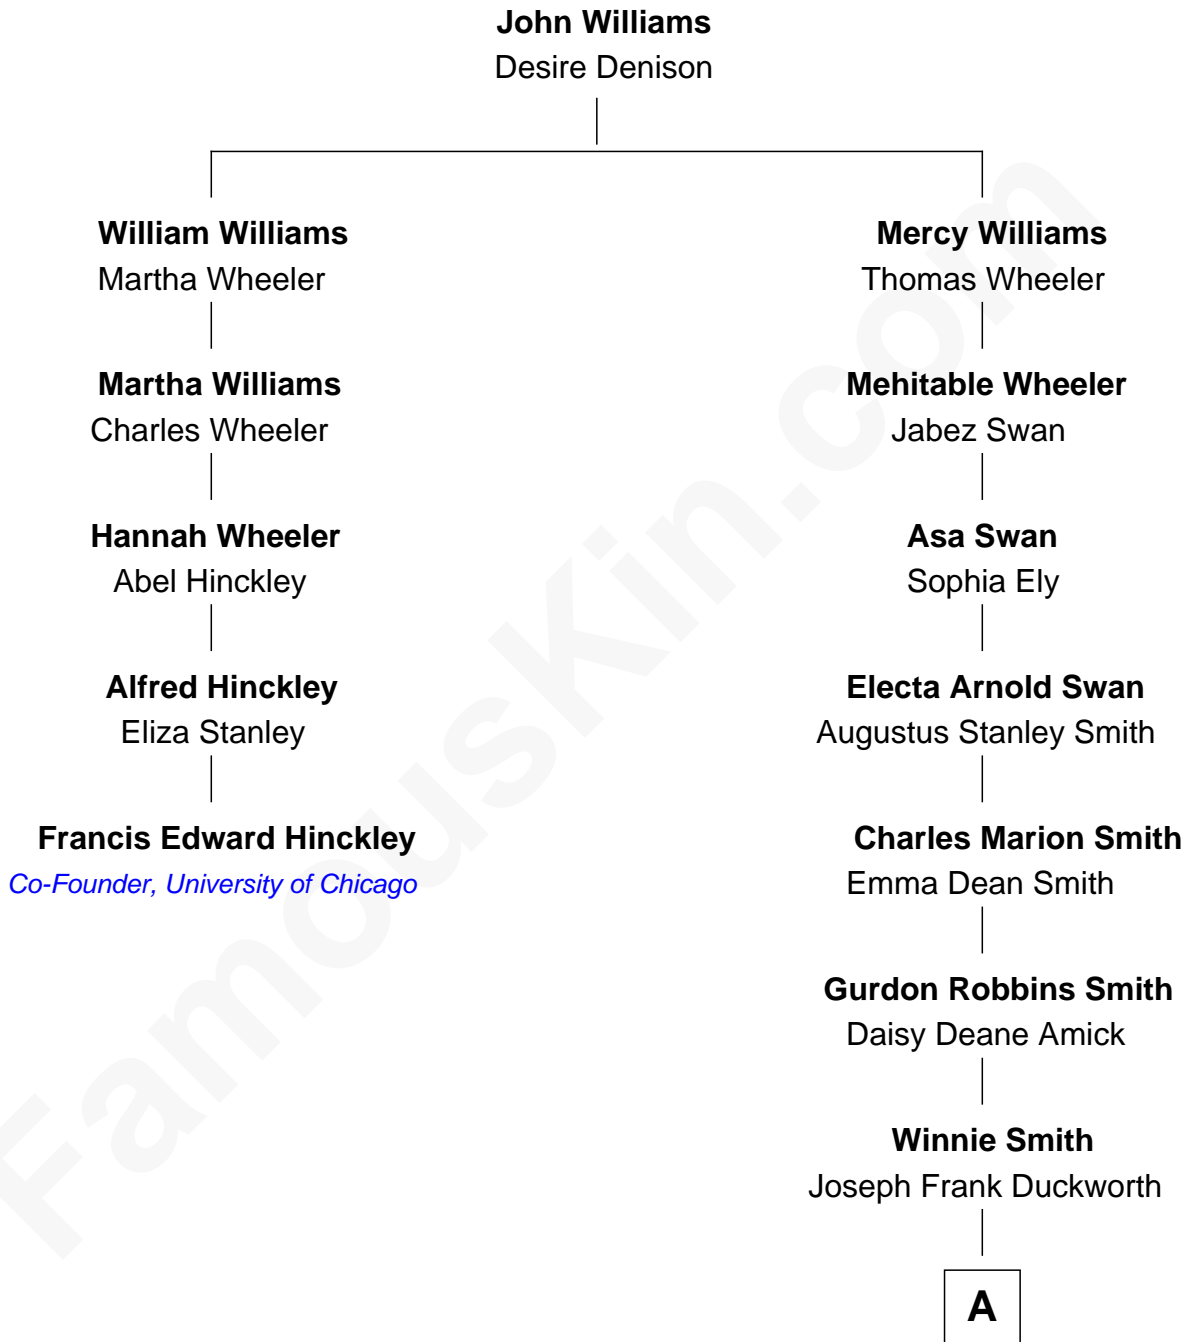 John Williams
Desire Denison
William Williams
Martha Wheeler
Mercy Williams
Thomas Wheeler
Martha Williams
Charles Wheeler
Mehitable Wheeler
Jabez Swan
Hannah Wheeler
Abel Hinckley
Asa Swan
Sophia Ely
Alfred Hinckley
Eliza Stanley
Electa Arnold Swan
Augustus Stanley Smith
Francis Edward Hinckley
Co-Founder, University of Chicago
Charles Marion Smith
Emma Dean Smith
Gurdon Robbins Smith
Daisy Deane Amick
Winnie Smith
Joseph Frank Duckworth
A
FamousKin.com